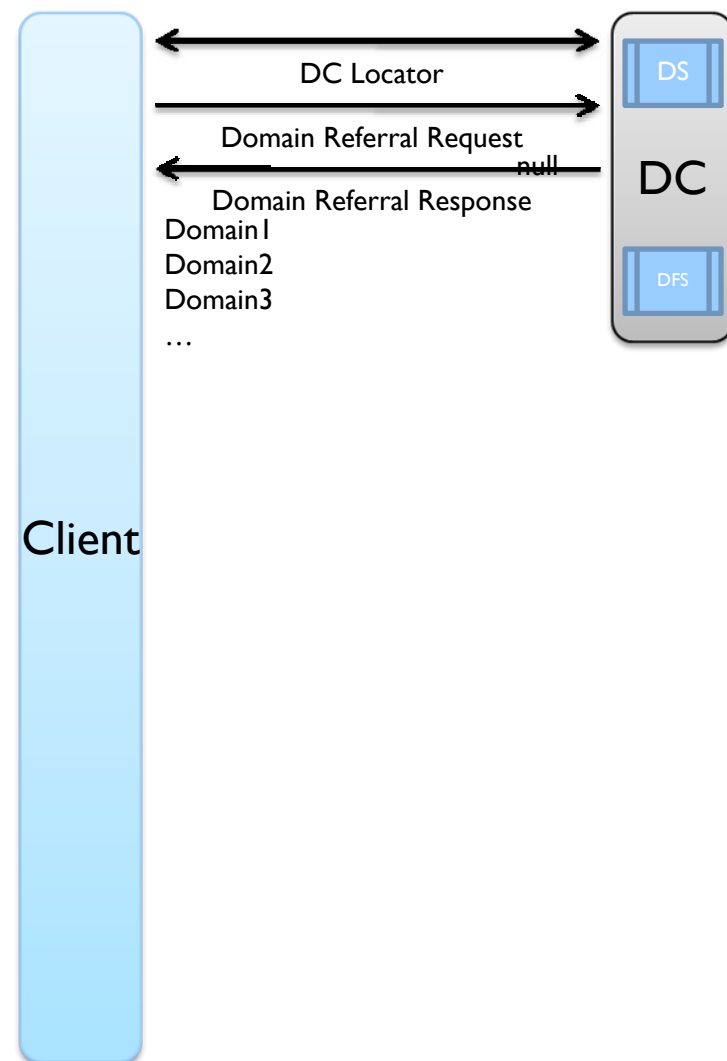 DC Locator
DS
Domain Referral Request
null
DC
Domain Referral Response
Domain1
Domain2
Domain3
…
DFS
Client